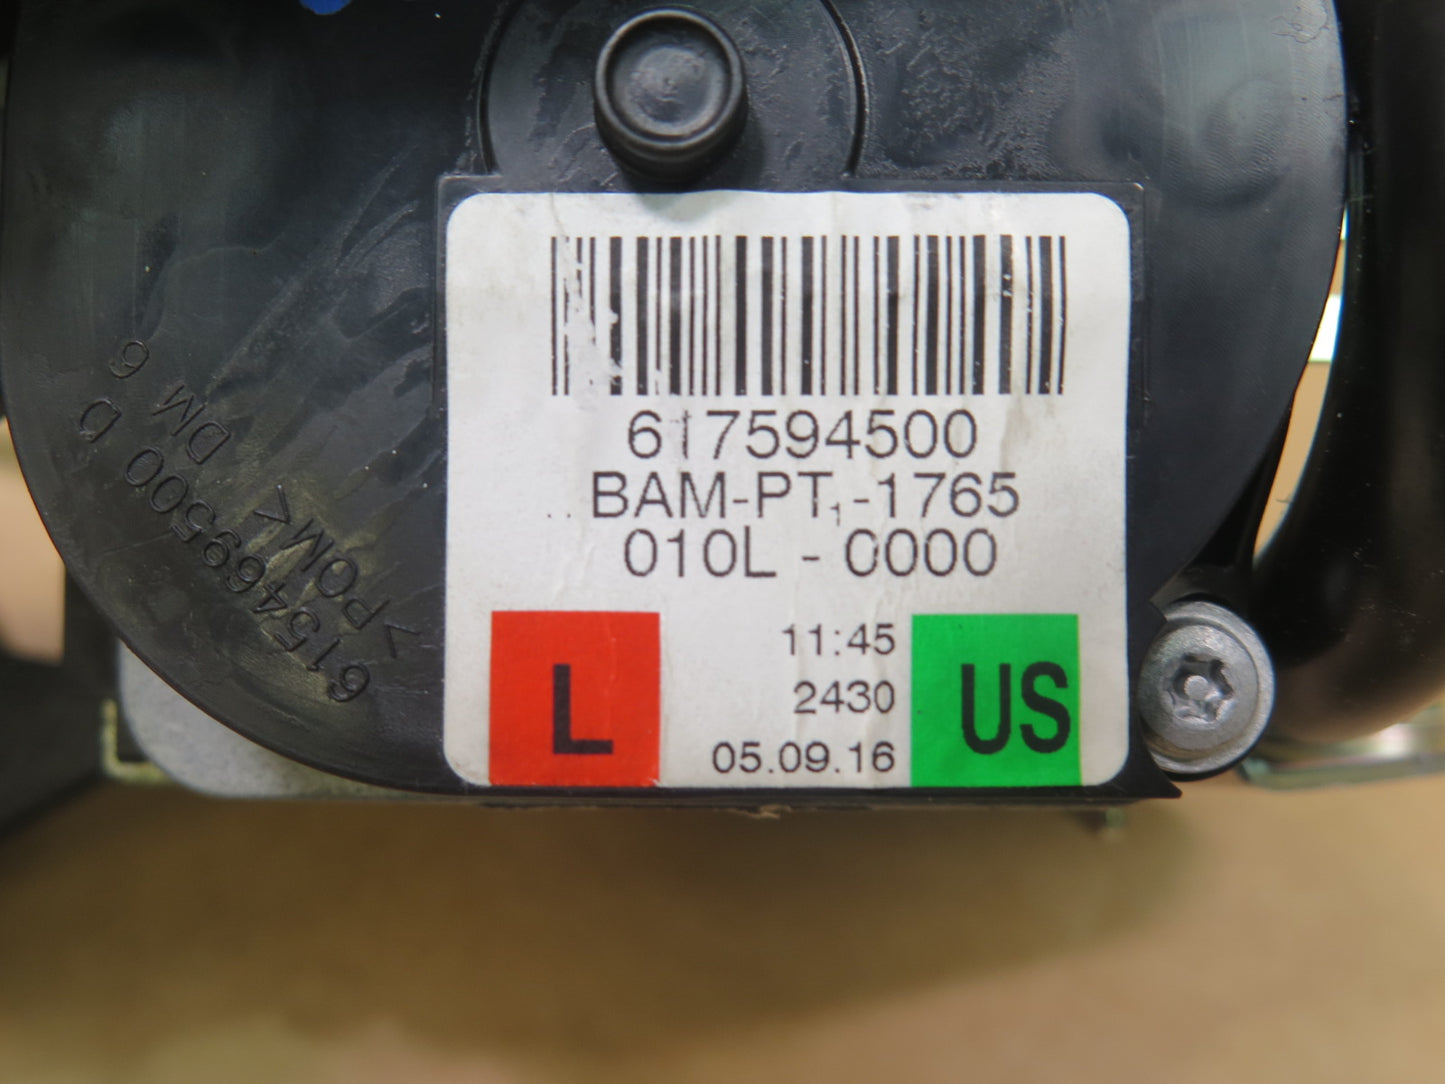 617594500
BAM-PT₁-1765
010L - 0000
L
11:45
2430
05.09.16
US
615469500 D
>POM<
DM 6